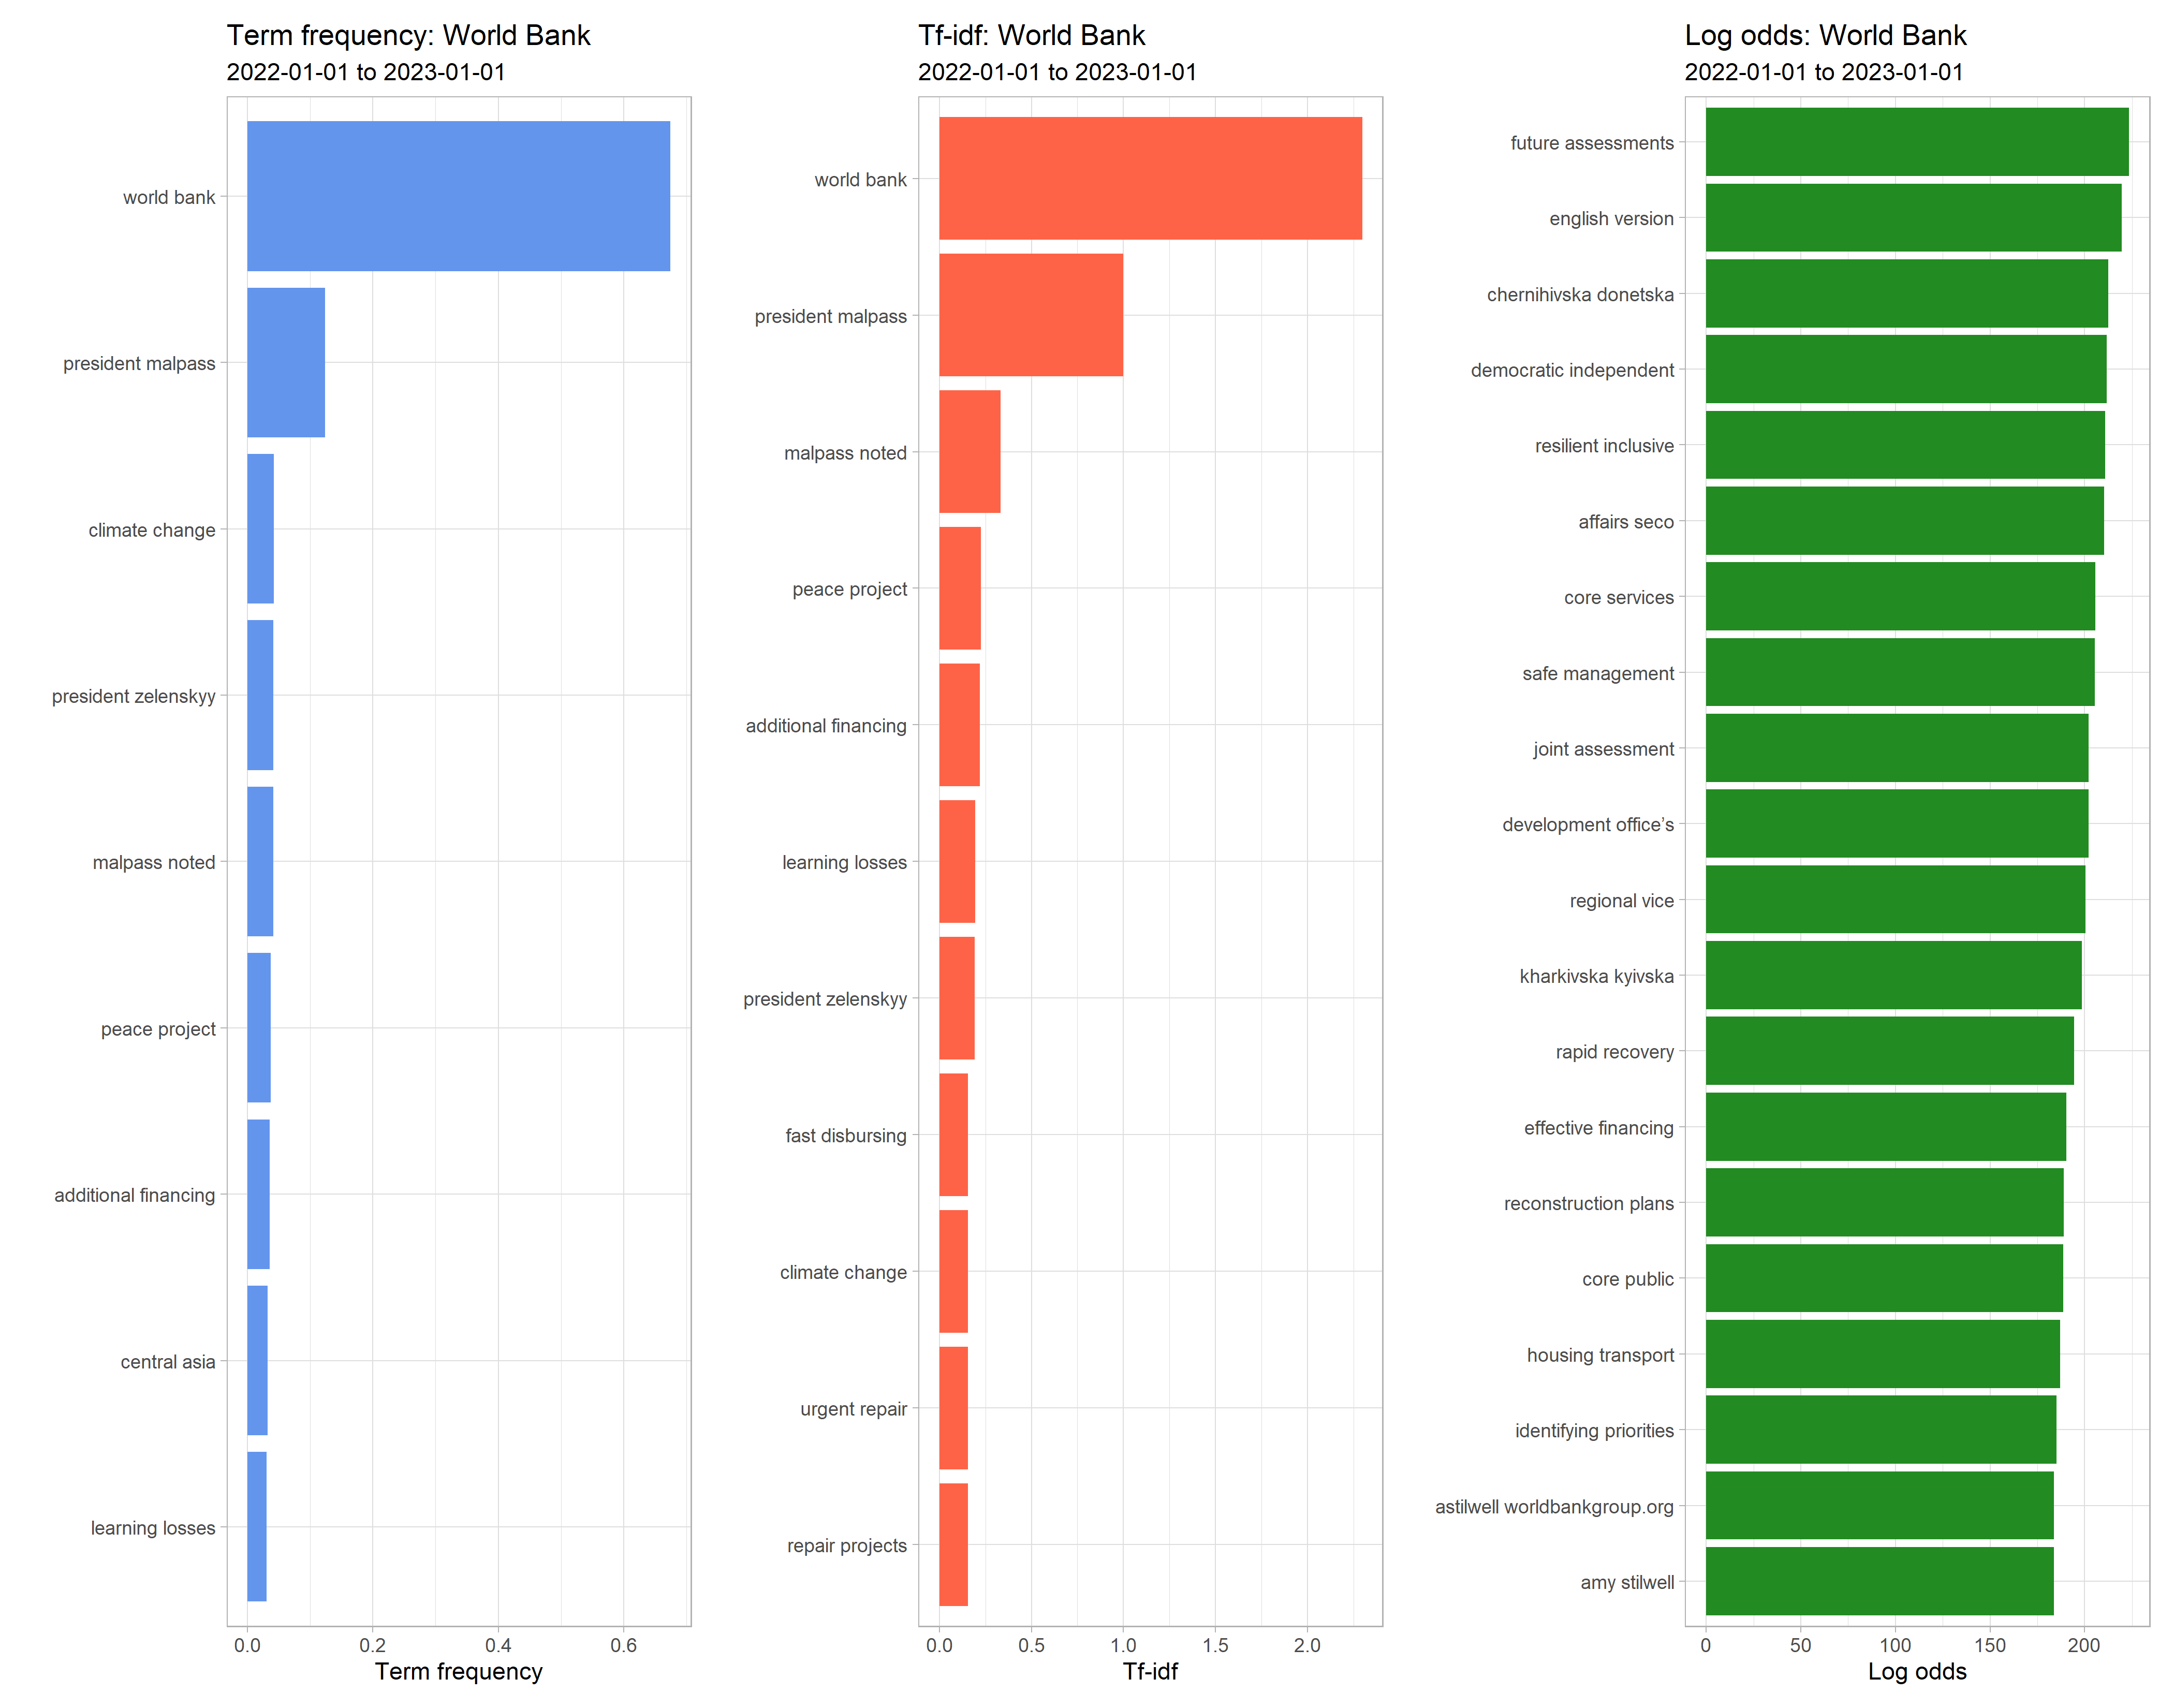 Term frequency: World Bank
2022-01-01 to 2023-01-01
world bank
president malpass
climate change
president zelenskyy
malpass noted
peace project
additional financing
central asia
learning losses
0.0
0.2
0.4
0.6
Term frequency
Tf-idf: World Bank
2022-01-01 to 2023-01-01
world bank
president malpass
malpass noted
peace project
additional financing
learning losses
president zelenskyy
fast disbursing
climate change
urgent repair
repair projects
0.0
0.5
1.0
1.5
2.0
Tf-idf
Log odds: World Bank
2022-01-01 to 2023-01-01
future assessments
english version
chernihivska donetska
democratic independent
resilient inclusive
affairs seco
core services
safe management
joint assessment
development office’s
regional vice
kharkivska kyivska
rapid recovery
effective financing
reconstruction plans
core public
housing transport
identifying priorities
astilwell worldbankgroup.org
amy stilwell
0
50
100
150
200
Log odds